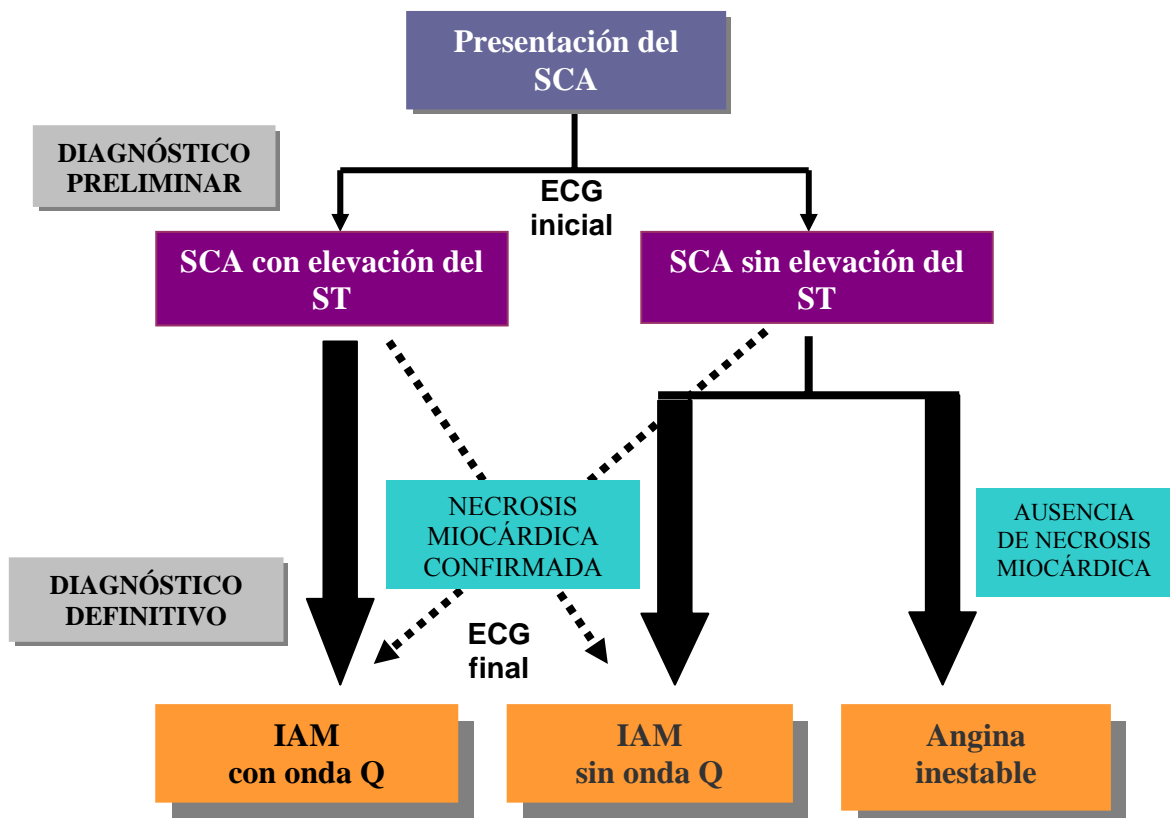 Presentación del
SCA
DIAGNÓSTICO
PRELIMINAR
ECG
inicial
SCA con elevación del
ST
SCA sin elevación del
ST
NECROSIS
MIOCÁRDICA
CONFIRMADA
AUSENCIA
DE NECROSIS
MIOCÁRDICA
DIAGNÓSTICO
DEFINITIVO
ECG
final
IAM
con onda Q
IAM
sin onda Q
Angina
inestable